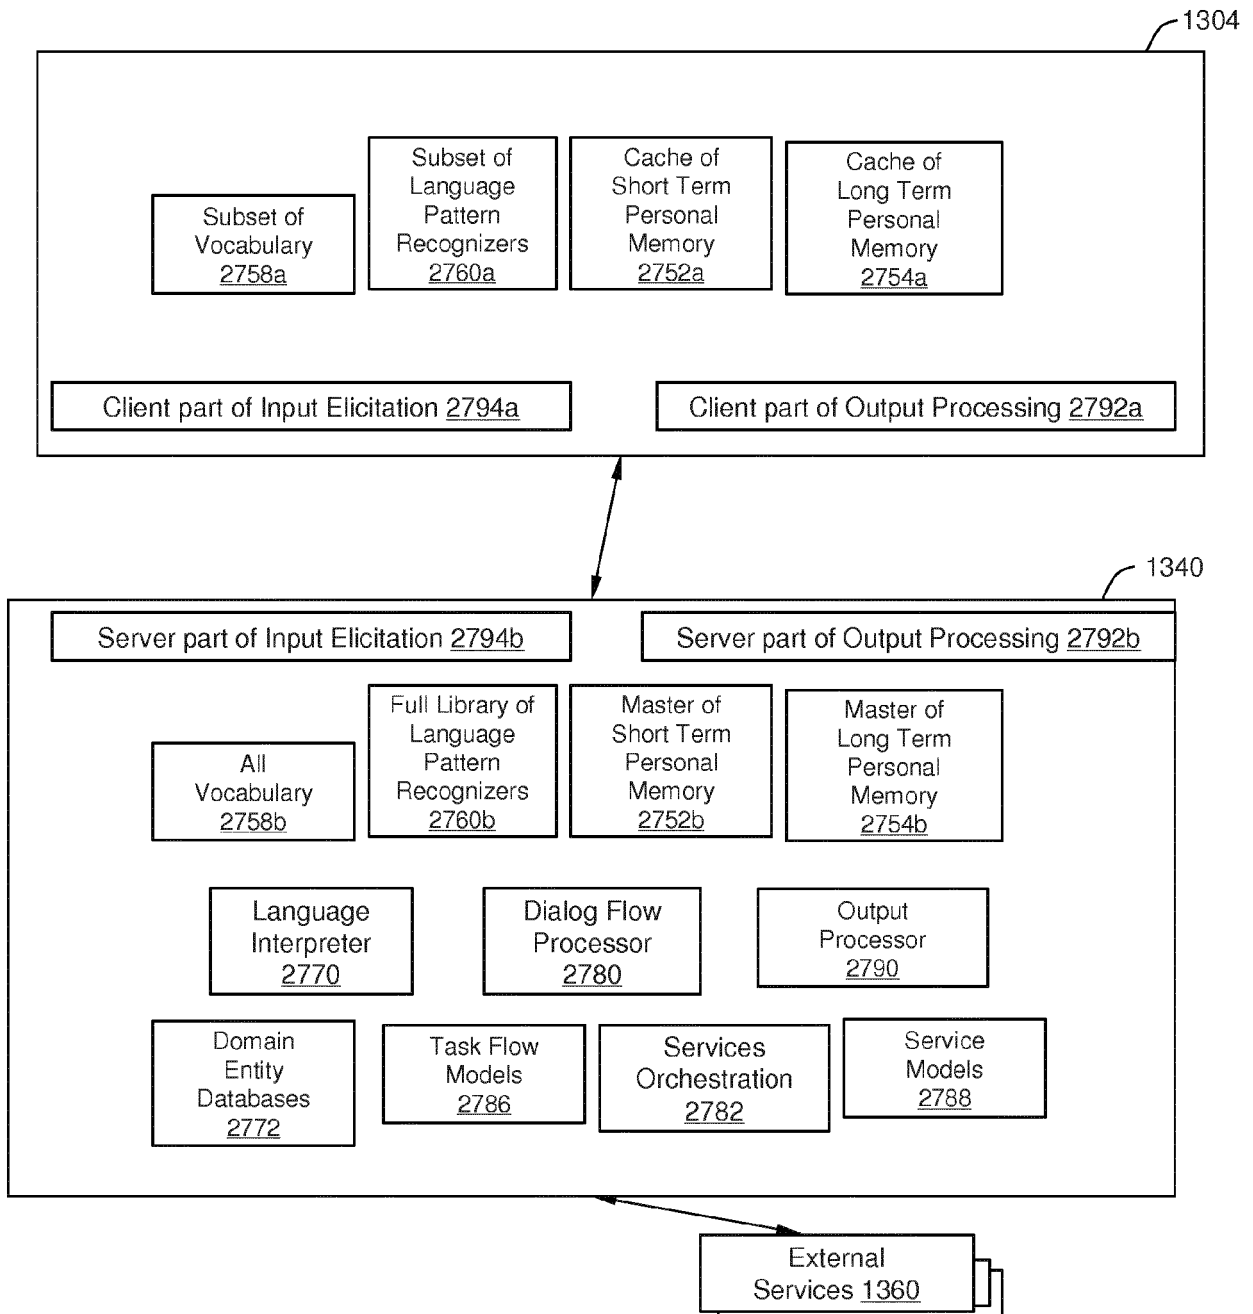 1304
Subset of
Vocabulary
2758a
Subset of
Language
Pattern
Recognizers
2760a
Cache of
Short Term
Personal
Memory
2752a
Cache of
Long Term
Personal
Memory
2754a
Client part of Input Elicitation 2794a
Client part of Output Processing 2792a
1340
Server part of Input Elicitation 2794b
Server part of Output Processing 2792b
All
Vocabulary
2758b
Full Library of
Language
Pattern
Recognizers
2760b
Master of
Short Term
Personal
Memory
2752b
Master of
Long Term
Personal
Memory
2754b
Language
Interpreter
2770
Dialog Flow
Processor
2780
Output
Processor
2790
Domain
Entity
Databases
2772
Task Flow
Models
2786
Services
Orchestration
2782
Service
Models
2788
External
Services 1360